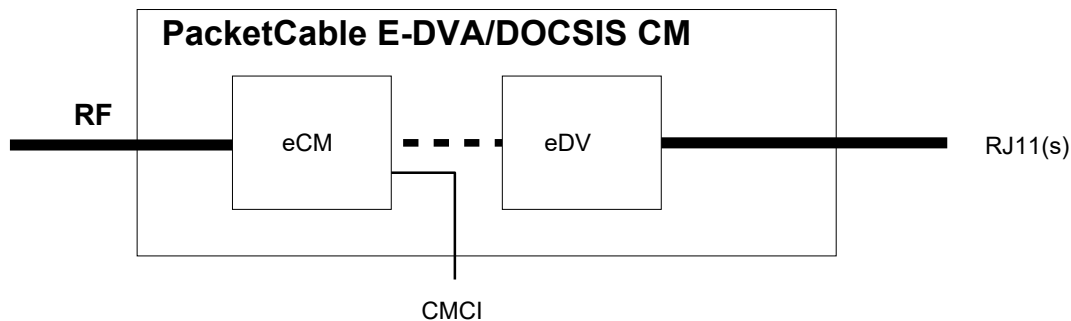 PacketCable E-DVA/DOCSIS CM
RF
eCM
eDV
RJ11(s)
CMCI